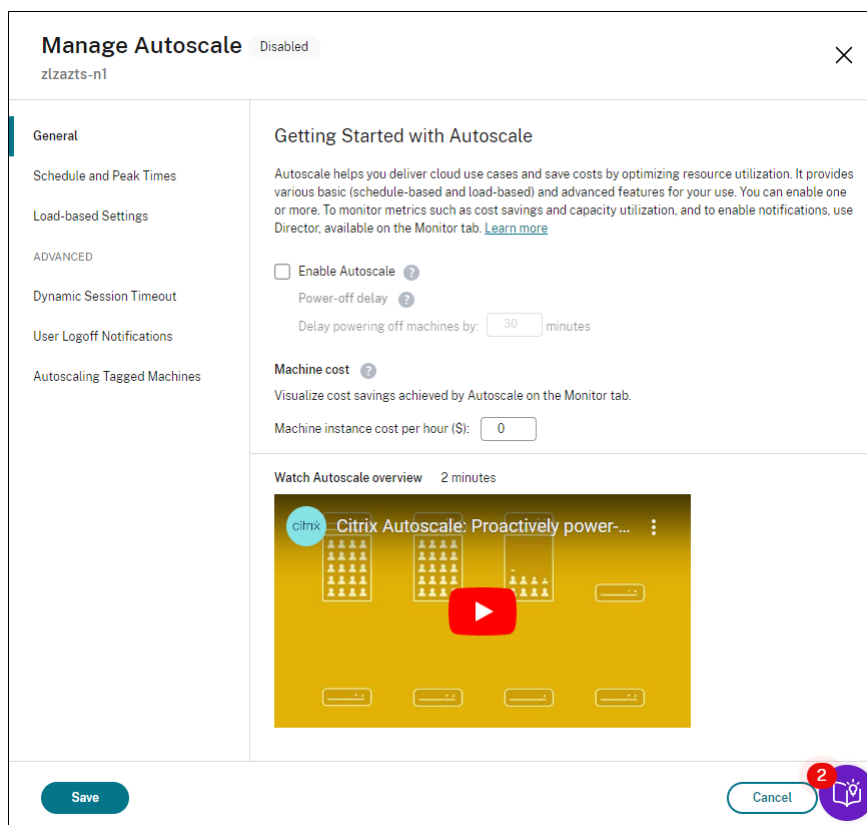 Manage Autoscale Disabled
zlzazts-n1
General
Schedule and Peak Times
Load-based Settings
ADVANCED
Dynamic Session Timeout
User Logoff Notifications
Autoscaling Tagged Machines
Getting Started with Autoscale
Autoscale helps you deliver cloud use cases and save costs by optimizing resource utilization. It provides
various basic (schedule-based and load-based) and advanced features for your use. You can enable one
or more. To monitor metrics such as cost savings and capacity utilization, and to enable notifications, use
Director, available on the Monitor tab. Learn more
Enable Autoscale ?
Power-off delay ?
Delay powering off machines by: 30 minutes
Machine cost ?
Visualize cost savings achieved by Autoscale on the Monitor tab.
Machine instance cost per hour ($): 0
Watch Autoscale overview 2 minutes
citrix Citrix Autoscale: Proactively power-...
Save
Cancel
2